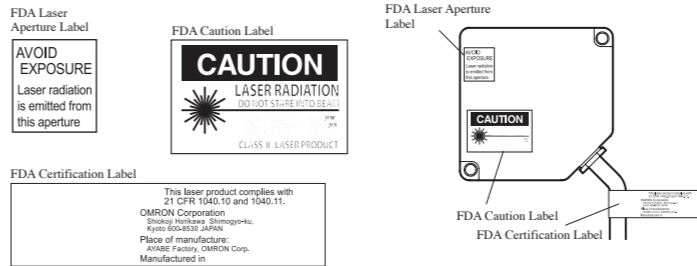 FDA Laser
Aperture Label
AVOID
EXPOSURE
Laser radiation
is emitted from
this aperture
FDA Caution Label
CAUTION
LASER RADIATION
DO NOT STARE INTO BEAM
CLASS II LASER PRODUCT
FDA Certification Label
This laser product complies with
21 CFR 1040.10 and 1040.11.
OMRON Corporation
Shiokoji Horikawa Shimogyo-ku,
Kyoto 600-8530 JAPAN
Place of manufacture:
AYABE Factory, OMRON Corp.
Manufactured in
FDA Laser Aperture
Label
AVOID
EXPOSURE
Laser radiation
is emitted from
this aperture
CAUTION
FDA Caution Label
FDA Certification Label